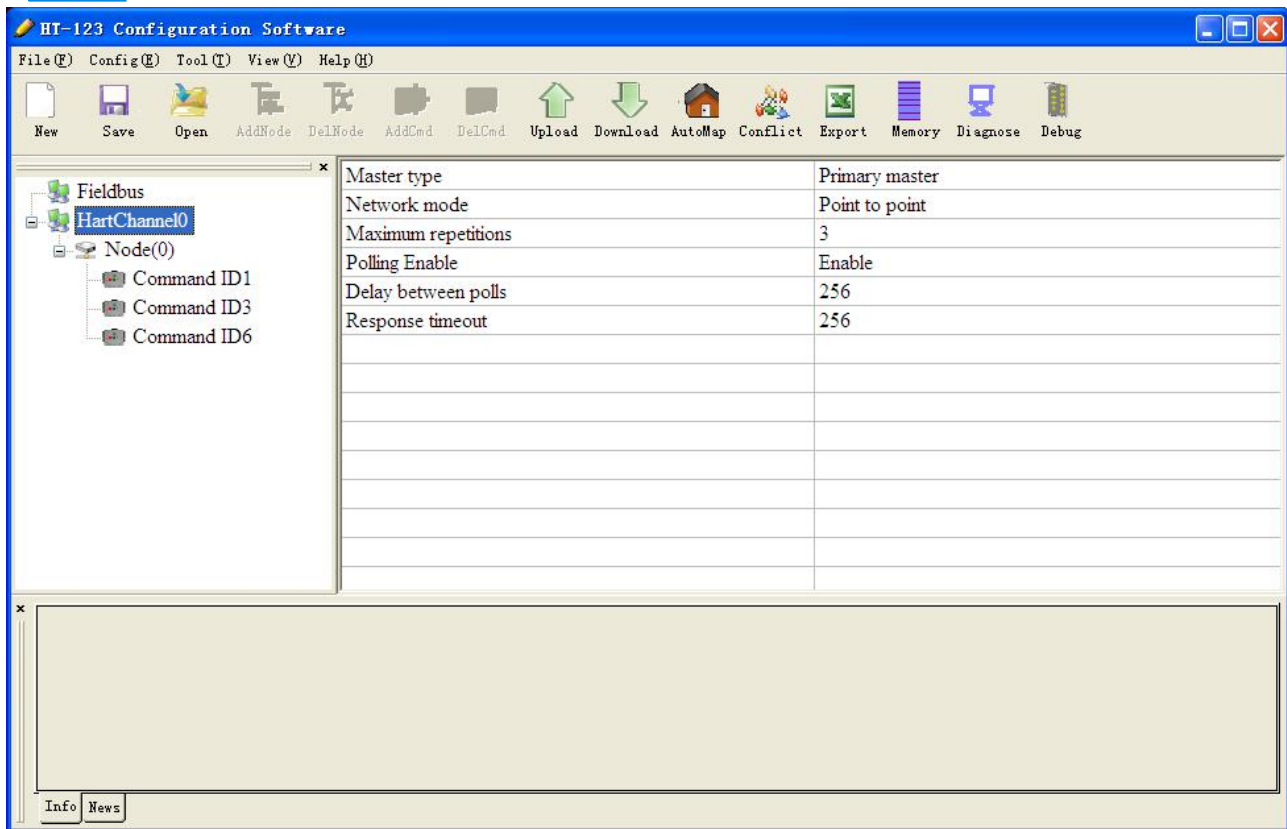 HT-123 Configuration Software
File(F) Config(E) Tool(T) View(V) Help(H)
New Save Open AddNode DelNode AddCmd DelCmd Upload Download AutoMap Conflict Export Memory Diagnose Debug
Fieldbus
HartChannel0
Node(0)
Command ID1
Command ID3
Command ID6
Master type Primary master
Network mode Point to point
Maximum repetitions 3
Polling Enable Enable
Delay between polls 256
Response timeout 256
Info News